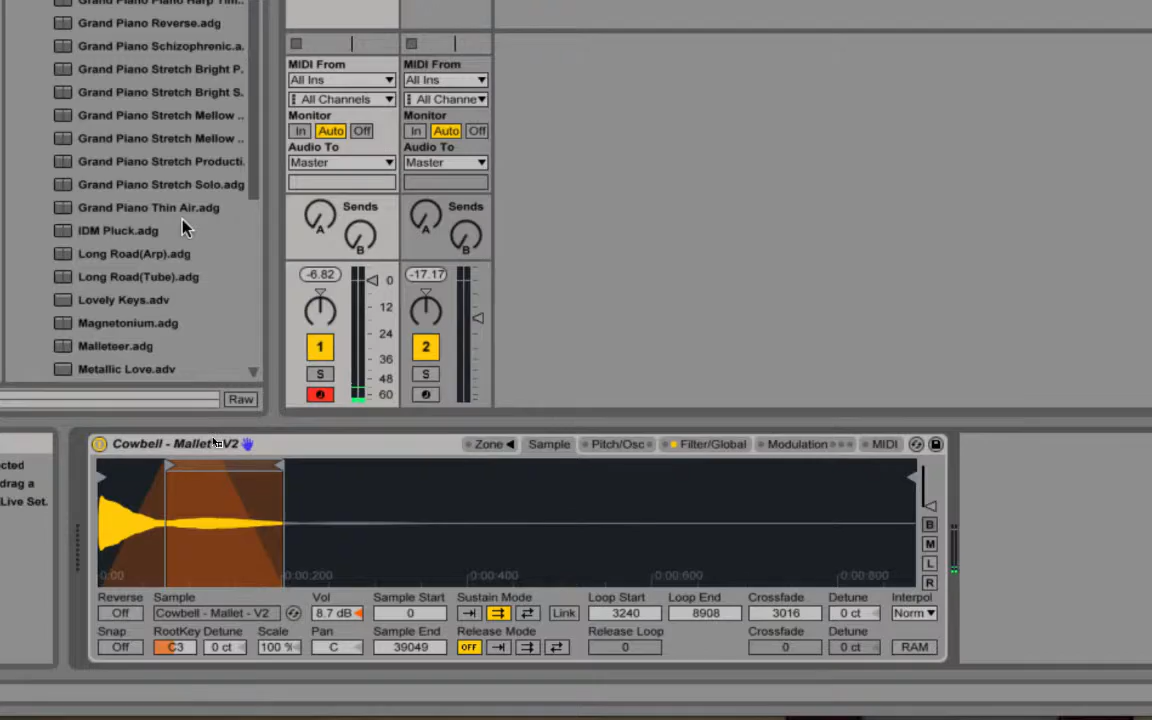 Grand Piano Piano Harp Tim..
Grand Piano Reverse.adg
Grand Piano Schizophrenic.a.
Grand Piano Stretch Bright P.
Grand Piano Stretch Bright S.
Grand Piano Stretch Mellow ..
Grand Piano Stretch Mellow ..
Grand Piano Stretch Producti.
Grand Piano Stretch Solo.adg
Grand Piano Thin Air.adg
IDM Pluck.adg
Long Road(Arp).adg
Long Road(Tube).adg
Lovely Keys.adv
Magnetonium.adg
Malleteer.adg
Metallic Love.adv
Raw
MIDI From MIDI From
All Ins All Ins
All Channels All Channe
Monitor Monitor
In Auto Off In Auto Off
Audio To Audio To
Master Master
Sends Sends
A B A B
-6.82 -17.17
0
12
24
36
48
60
1 2
S S
ected
drag a
Live Set.
Cowbell - Mallet - V2 Zone Sample Pitch/Osc Filter/Global Modulation MIDI
B
M
L
R
0:00 0:00:200 0:00:400 0:00:600 0:00:800
Reverse Sample Vol Sample Start Sustain Mode Loop Start Loop End Crossfade Detune Interpol
Off Cowbell - Mallet - V2 8.7 dB 0 Link 3240 8908 3016 0 ct Norm
Snap RootKey Detune Scale Pan Sample End Release Mode Release Loop Crossfade Detune
Off C3 0 ct 100 % C 39049 OFF 0 0 0 ct RAM